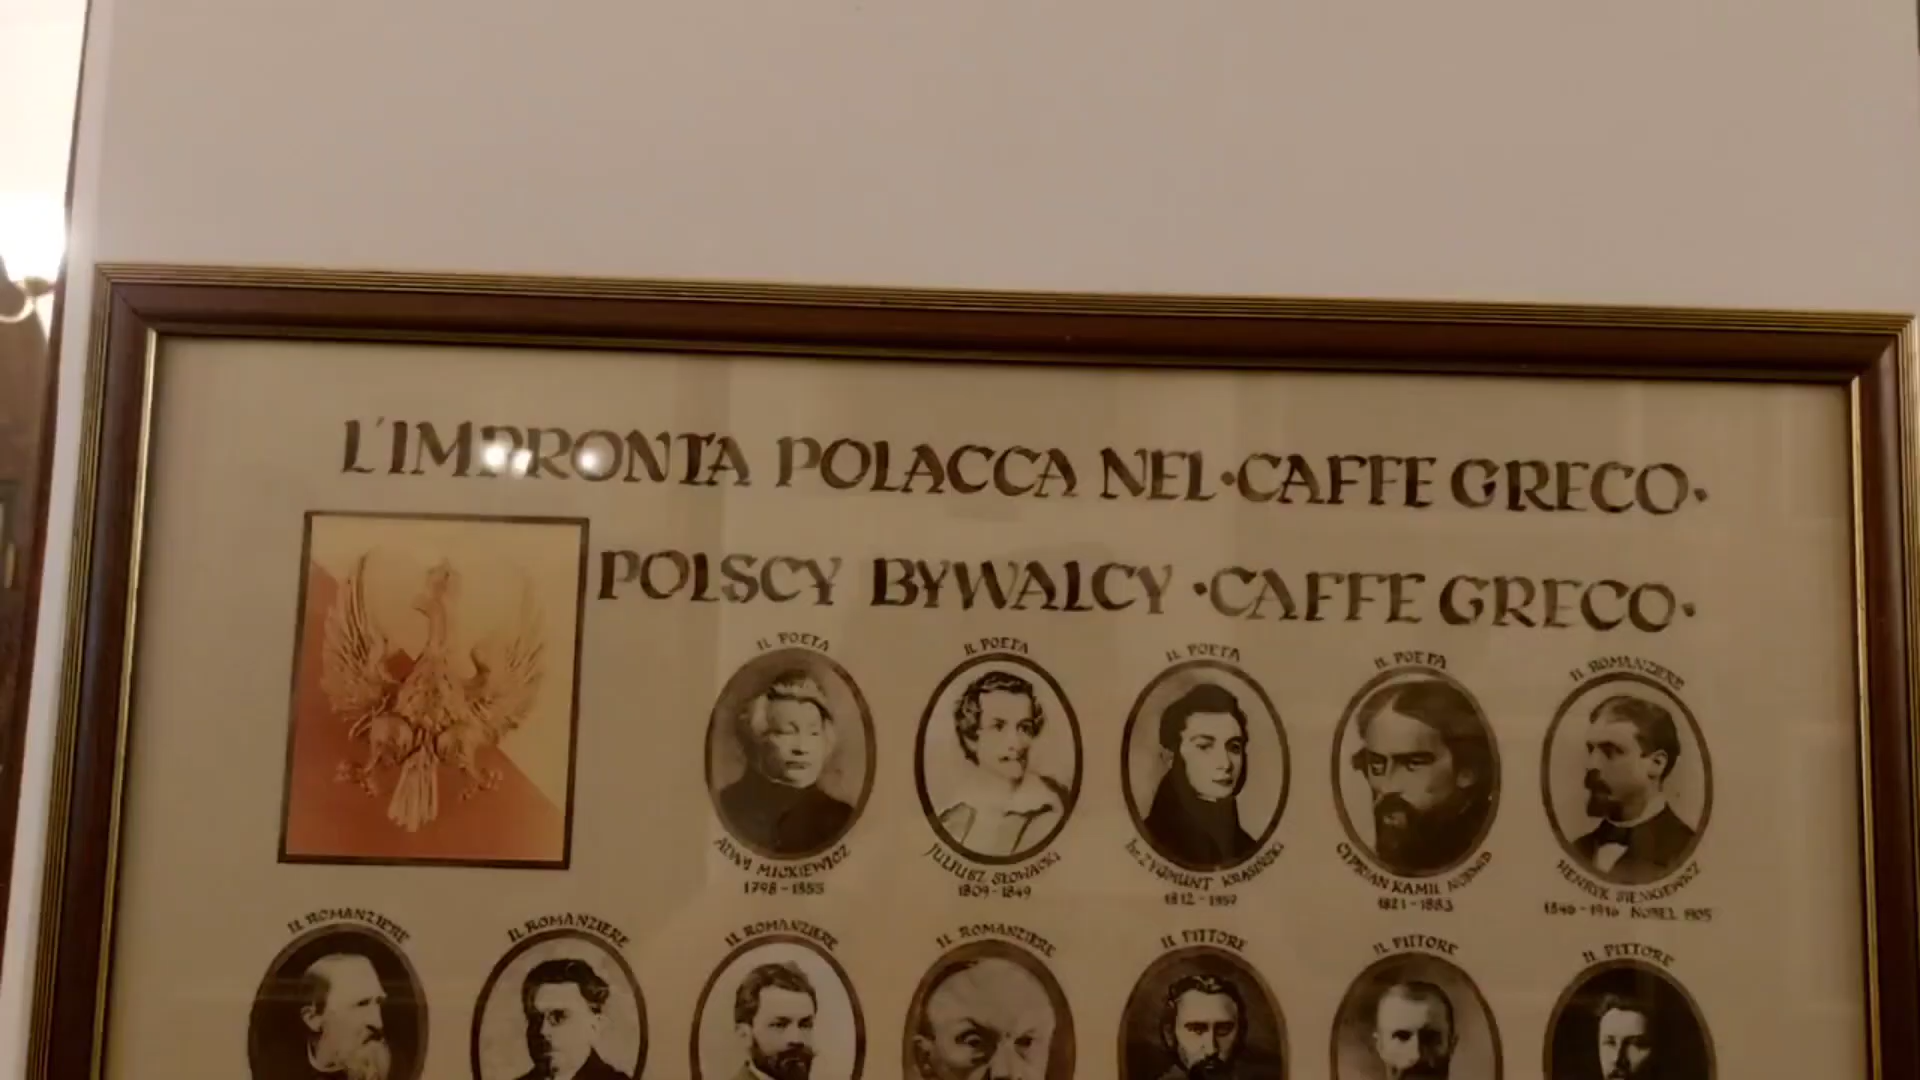 L'IMPRONTA POLACCA NEL·CAFFE GRECO·
POLSCY BYWALCY ·CAFFE GRECO·
IL POETA
IL POETA
IL POETA
IL POETA
IL ROMANZIERE
ADAM MICKIEWICZ
1798-1855
JULIUSZ SŁOWACKI
1809-1849
hr. ZYGMUNT KRASIŃSKI
1812-1859
CYPRIAN KAMIL NORWID
1821-1883
HENRYK SIENKIEWICZ
1846-1916 NOBEL 1905
IL ROMANZIERE
IL ROMANZIERE
IL ROMANZIERE
IL ROMANZIERE
IL PITTORE
IL PITTORE
IL PITTORE